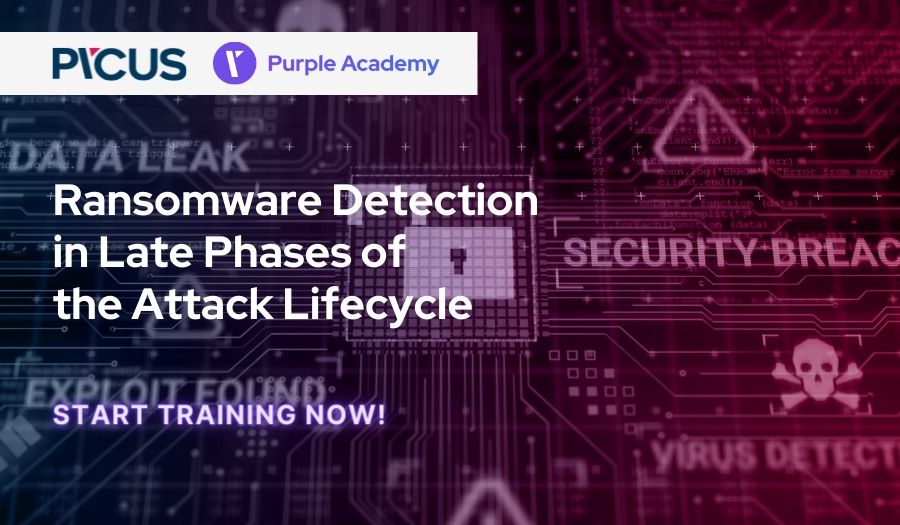 PICUS Purple Academy
DATA LEAK
Ransomware Detection
in Late Phases of
the Attack Lifecycle
SECURITY BREAC
EXPLOIT FOUND
START TRAINING NOW!
VIRUS DETECT